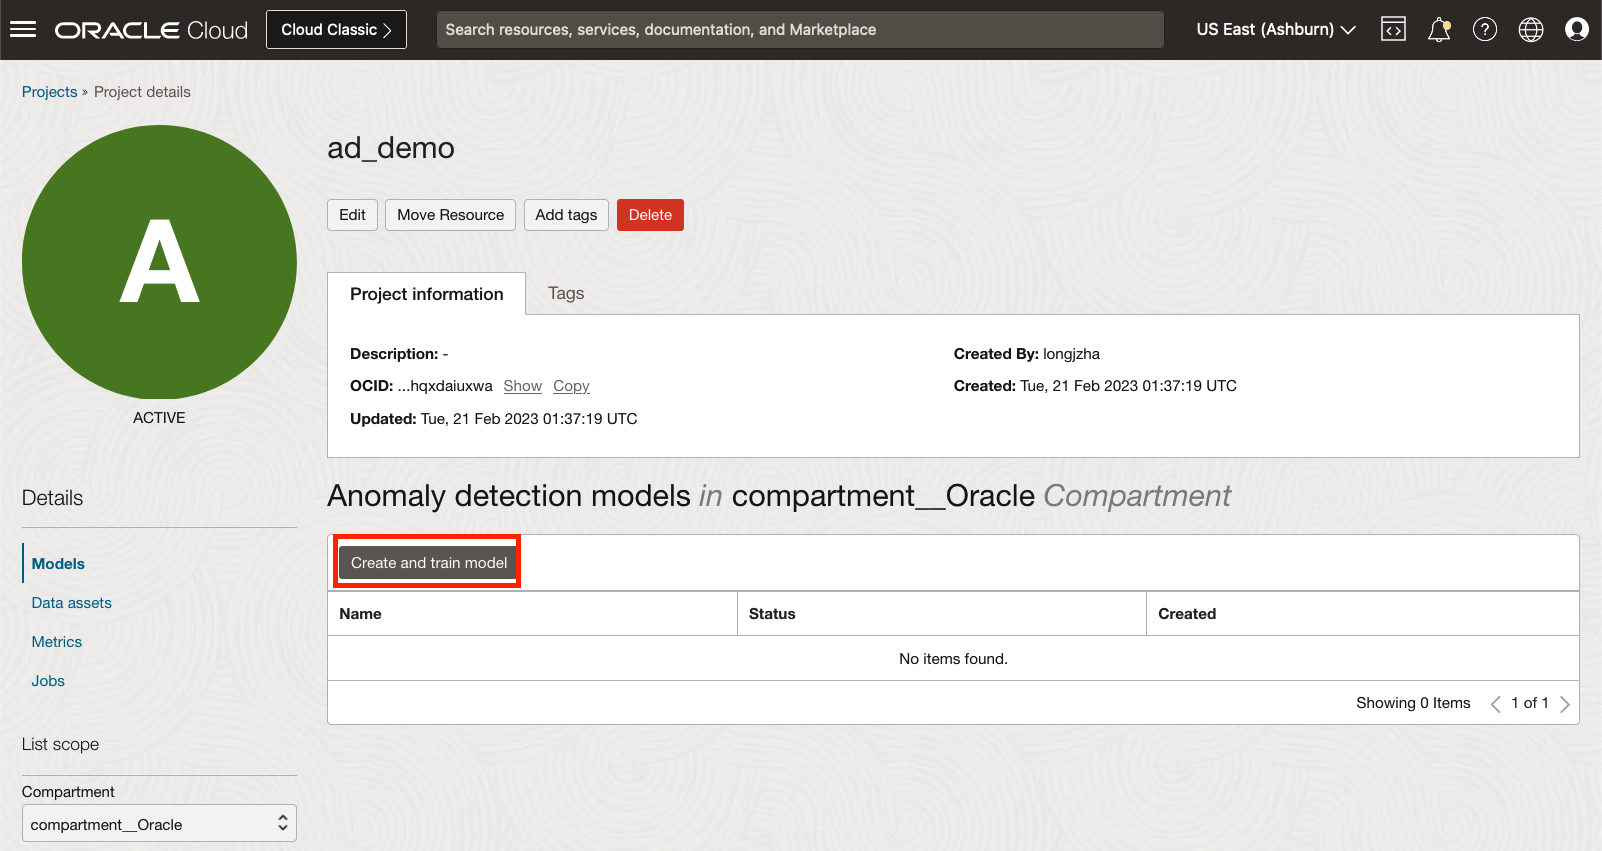 ORACLE Cloud
Cloud Classic
Search resources, services, documentation, and Marketplace
US East (Ashburn)
Projects » Project details
A
ACTIVE
ad_demo
Edit
Move Resource
Add tags
Delete
Project information
Tags
Description: -
OCID: ...hqxdaiuxwa Show Copy
Updated: Tue, 21 Feb 2023 01:37:19 UTC
Created By: longjzha
Created: Tue, 21 Feb 2023 01:37:19 UTC
Details
Models
Data assets
Metrics
Jobs
List scope
Compartment
compartment__Oracle
Anomaly detection models in compartment__Oracle Compartment
Create and train model
Name Status Created
No items found.
Showing 0 Items
1 of 1